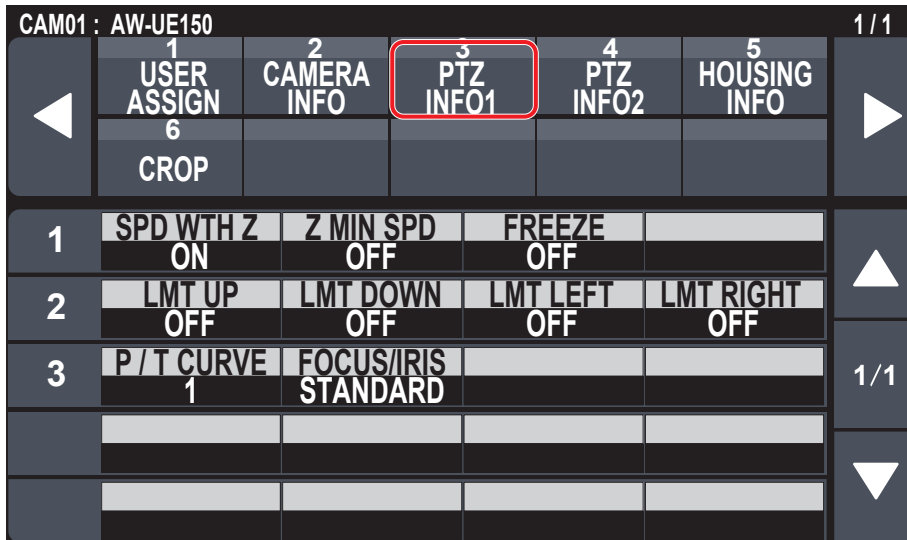 CAM01 : AW-UE150 1 / 1
1 2 3 4 5
USER ASSIGN CAMERA INFO PTZ INFO1 PTZ INFO2 HOUSING INFO
6
CROP
1 SPD WTH Z Z MIN SPD FREEZE
ON OFF OFF
2 LMT UP LMT DOWN LMT LEFT LMT RIGHT
OFF OFF OFF OFF
3 P / T CURVE FOCUS/IRIS
1 STANDARD
1/1